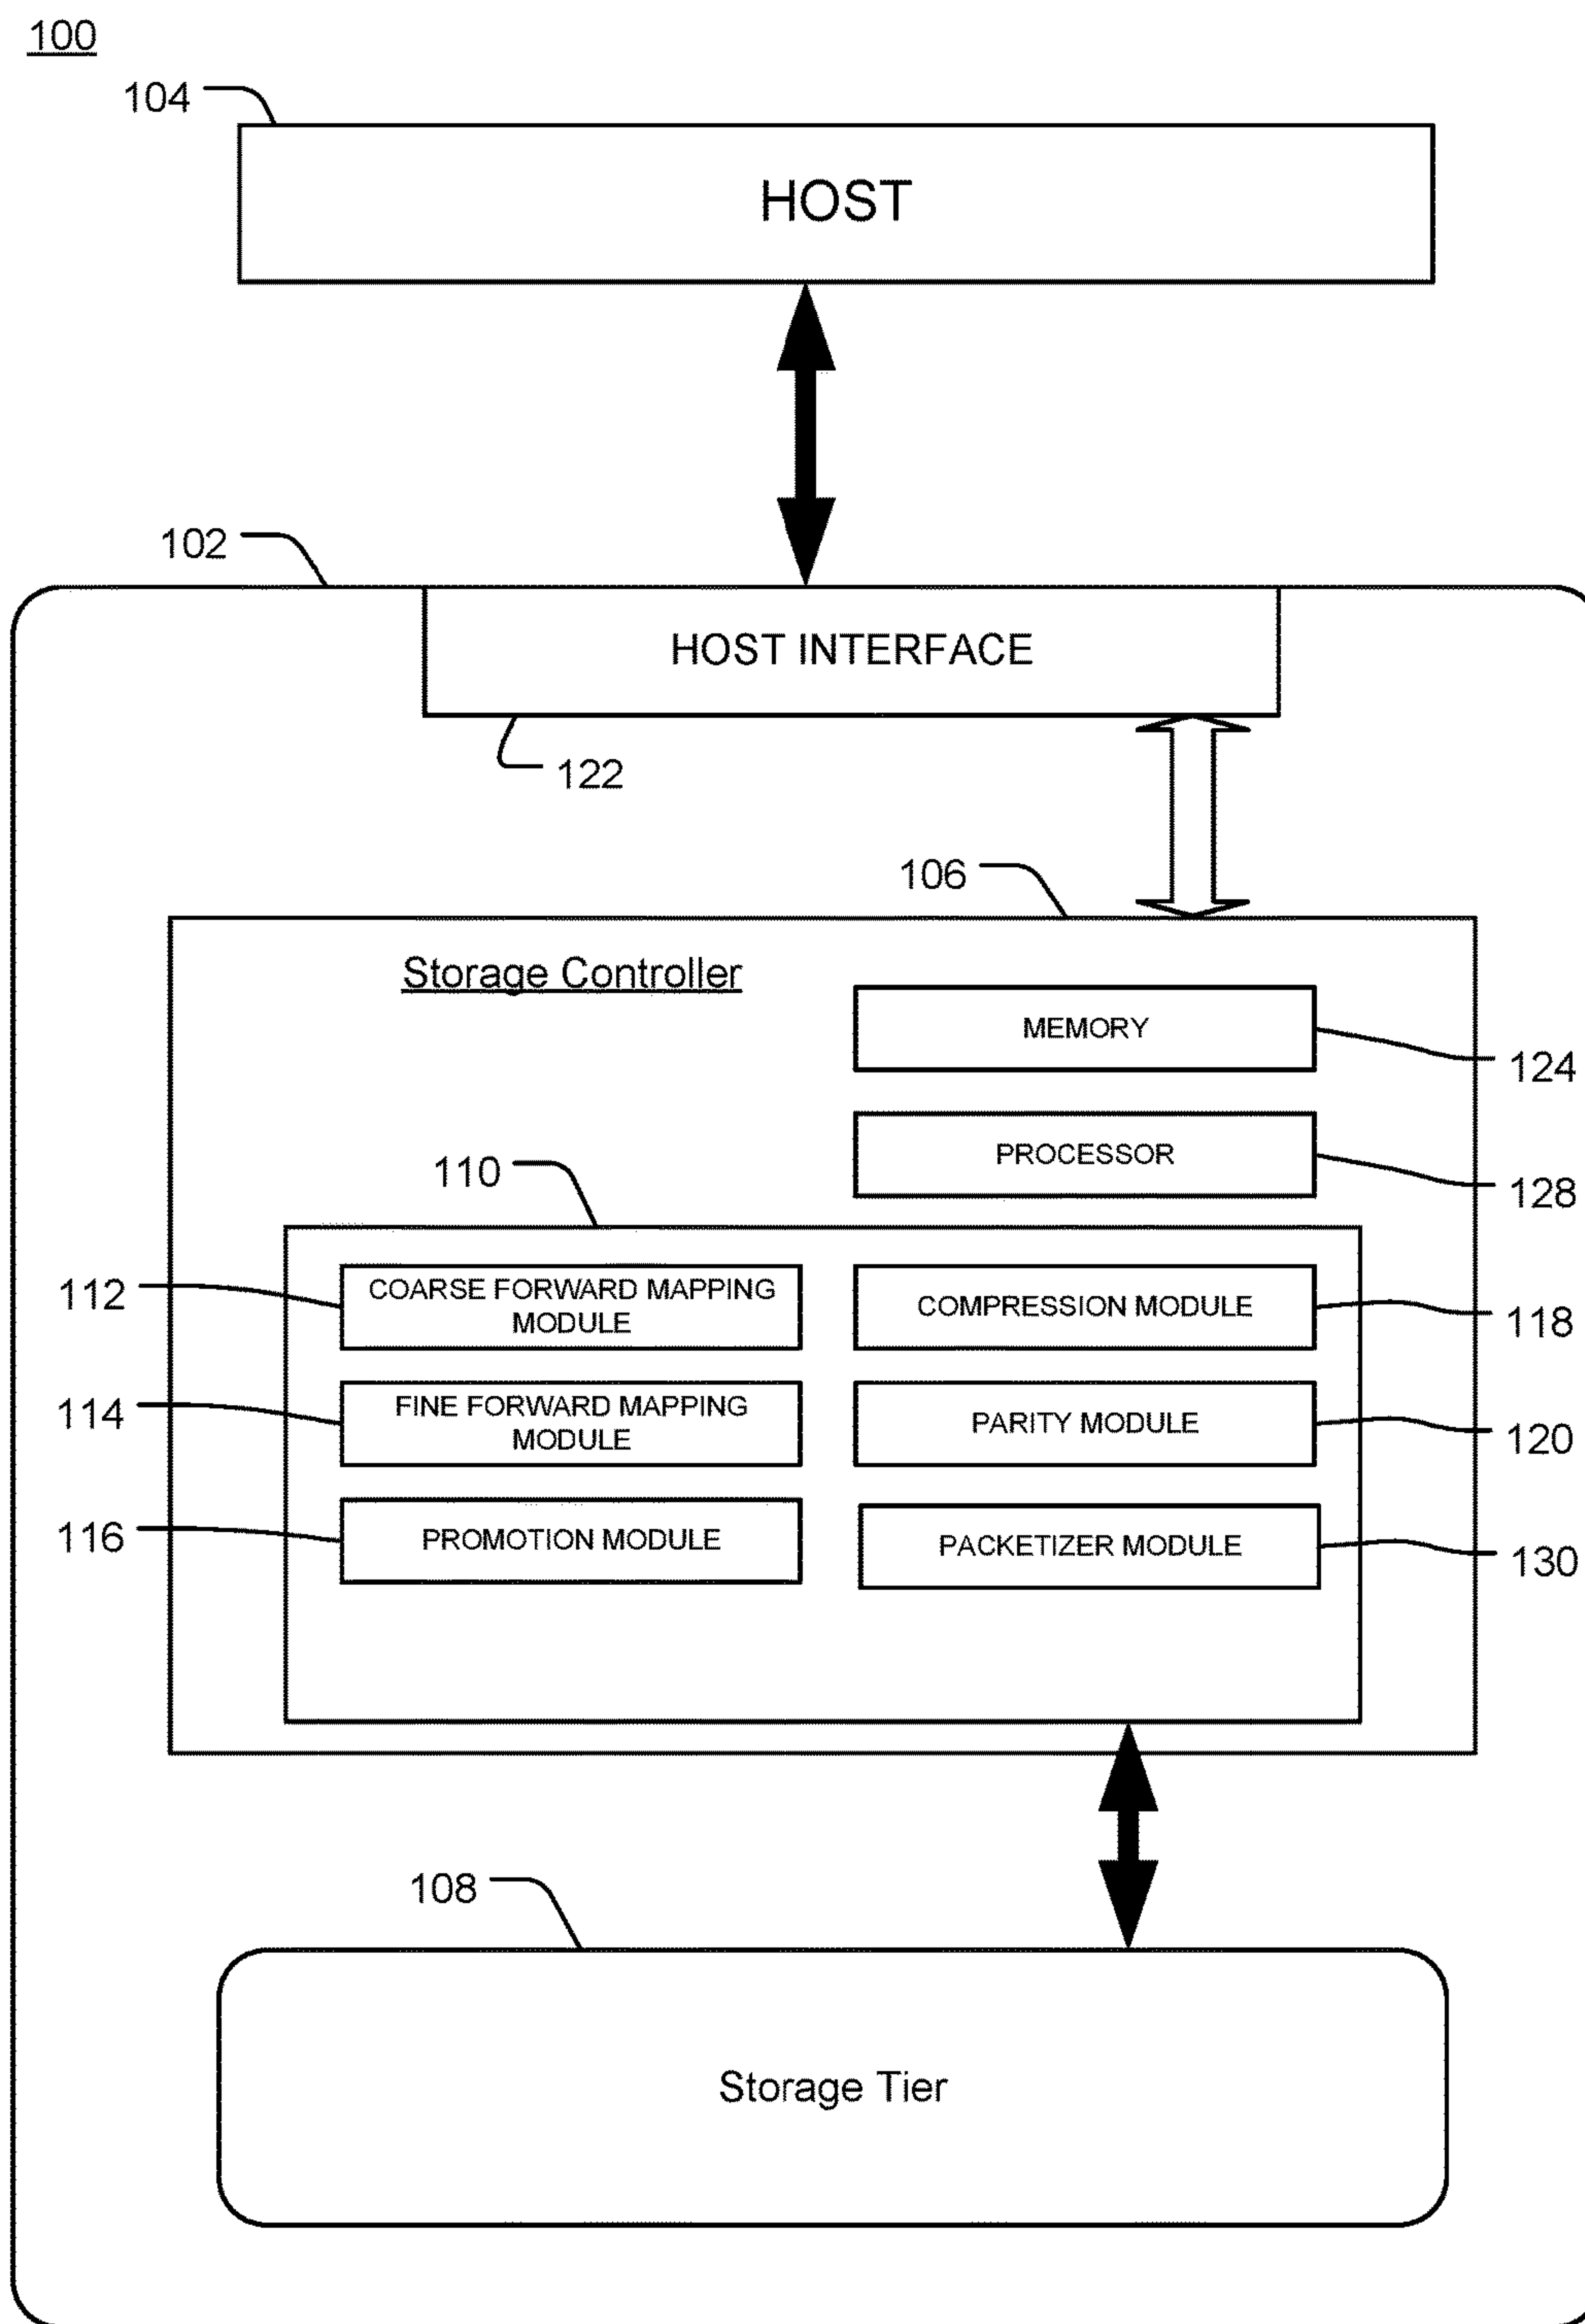 100
104
HOST
102
HOST INTERFACE
122
106
Storage Controller
MEMORY
124
PROCESSOR
128
110
112
COARSE FORWARD MAPPING
MODULE
COMPRESSION MODULE
118
114
FINE FORWARD MAPPING
MODULE
PARITY MODULE
120
116
PROMOTION MODULE
PACKETIZER MODULE
130
108
Storage Tier